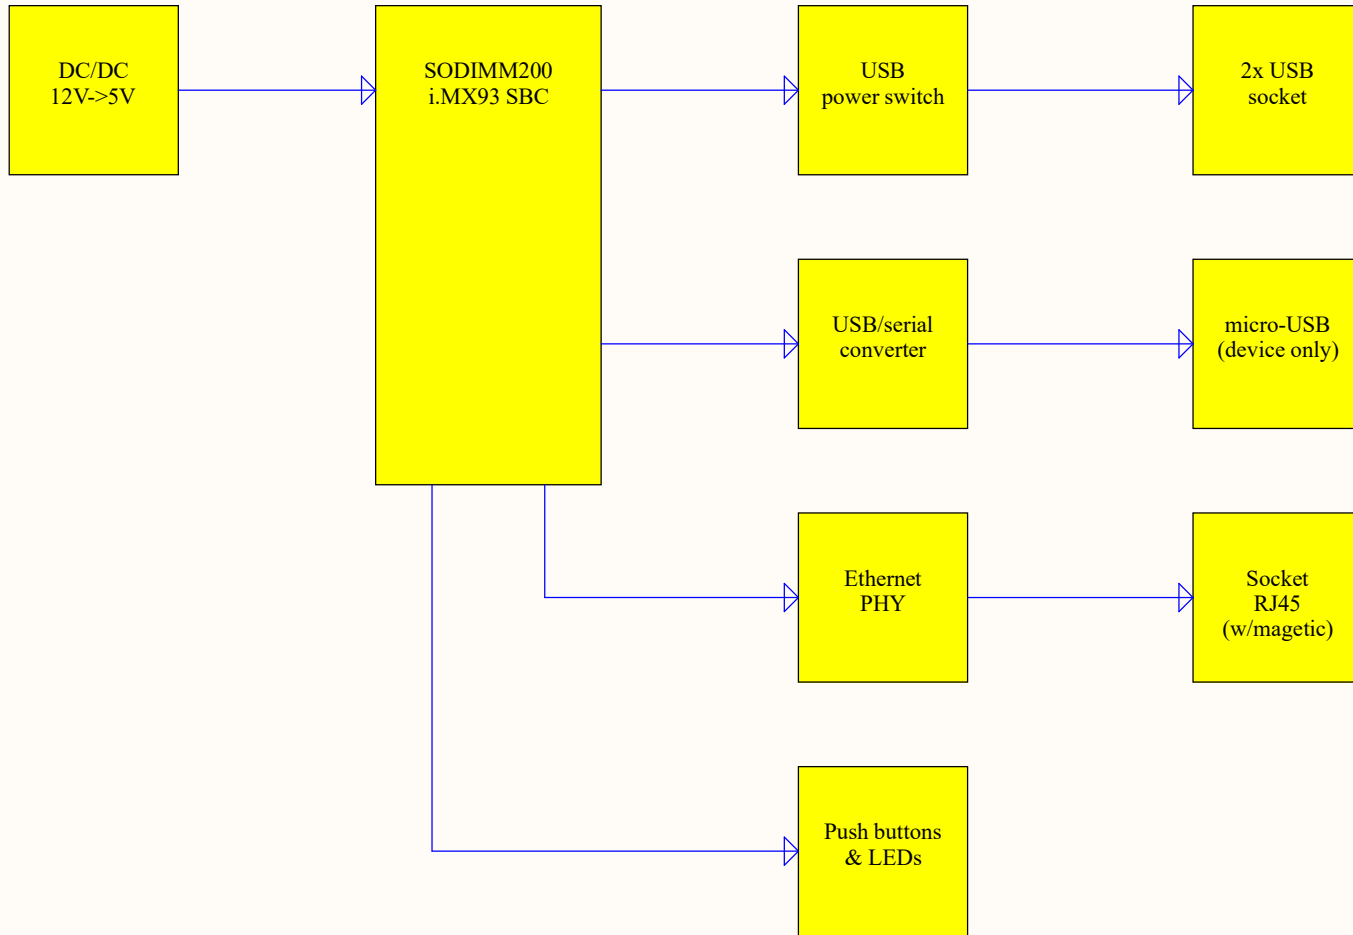 DC/DC
12V->5V
SODIMM200
i.MX93 SBC
USB
power switch
2x USB
socket
USB/serial
converter
micro-USB
(device only)
Ethernet
PHY
Socket
RJ45
(w/magetic)
Push buttons
& LEDs